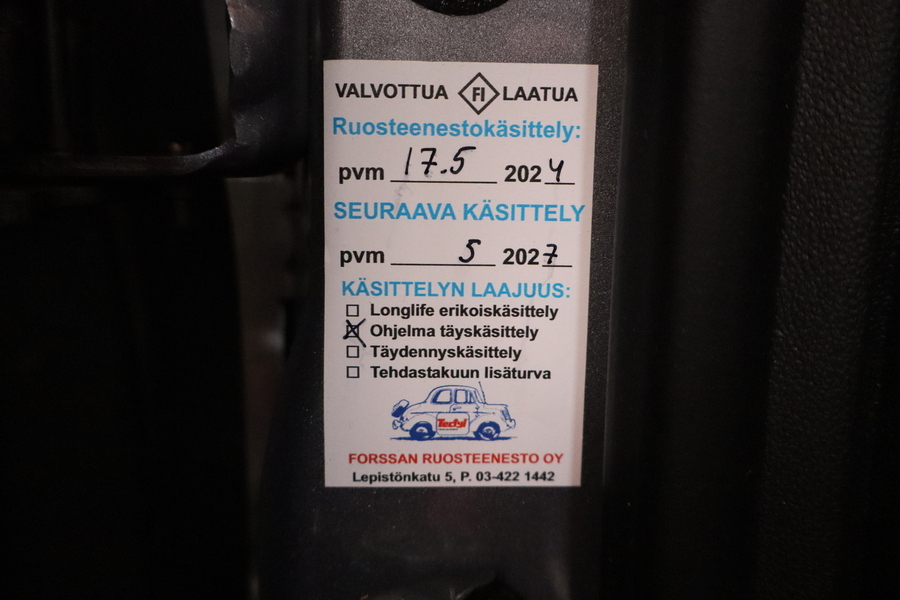 VALVOTTUA FI LAATUA
Ruosteenestokäsittely:
pvm 17.5 2024
SEURAAVA KÄSITTELY
pvm 5 2027
KÄSITTELYN LAAJUUS:
☐ Longlife erikoiskäsittely
☒ Ohjelma täyskäsittely
☐ Täydennyskäsittely
☐ Tehdastakuun lisäturva
Tectyl
FORSSAN RUOSTEENESTO OY
Lepistönkatu 5, P. 03-422 1442